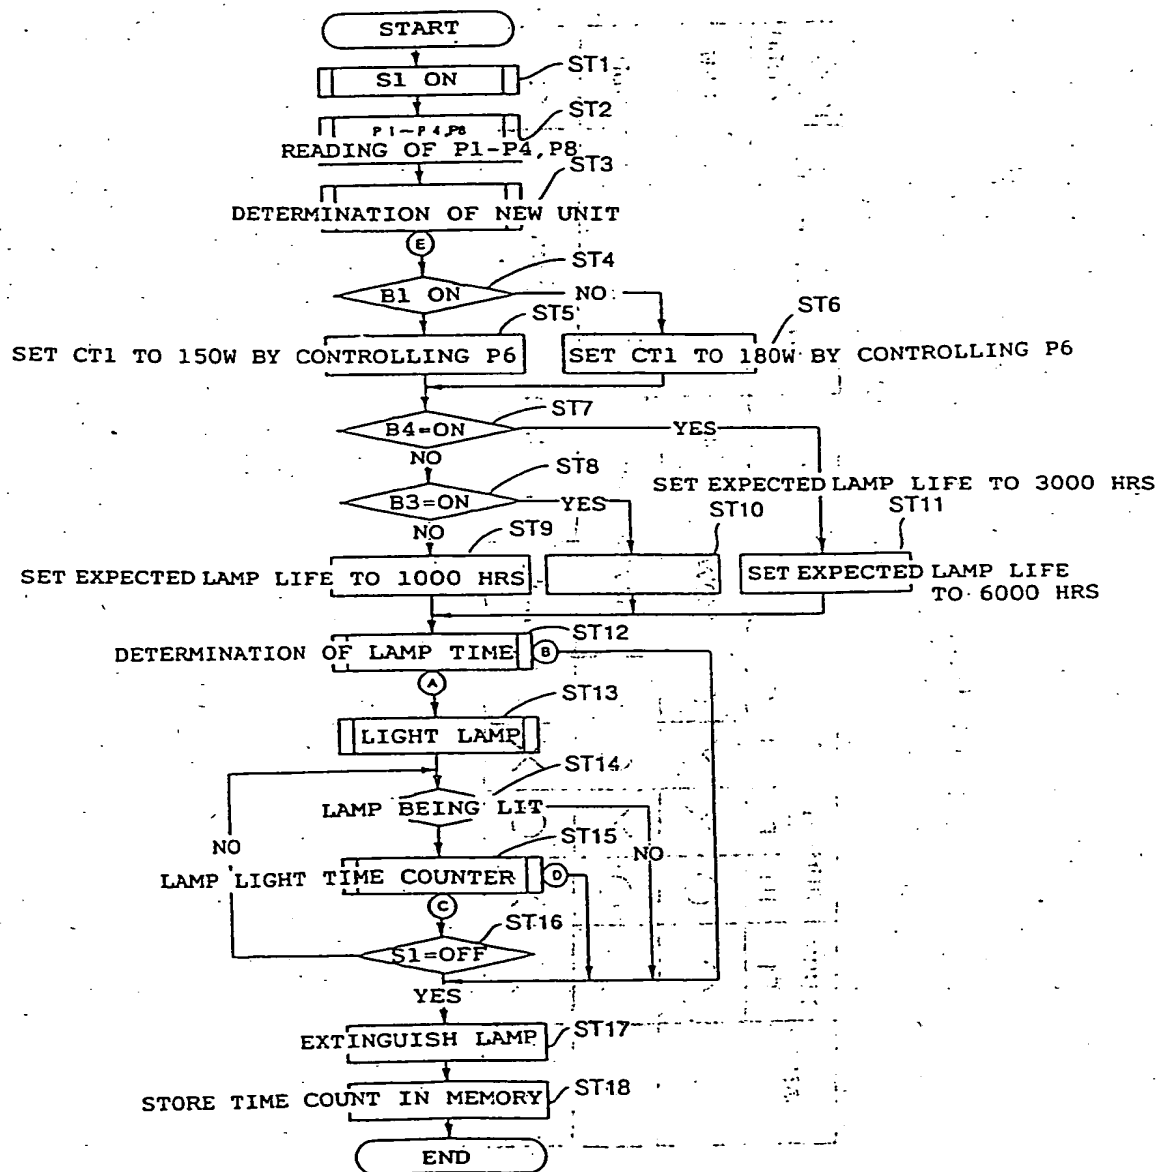 START
S1 ON
ST1
P1~P4,P8
ST2
READING OF P1-P4,P8
ST3
DETERMINATION OF NEW UNIT
E
ST4
B1 ON
NO
ST5
ST6
SET CT1 TO 150W BY CONTROLLING P6
SET CT1 TO 180W BY CONTROLLING P6
ST7
B4=ON
YES
NO
ST8
B3=ON
YES
SET EXPECTED LAMP LIFE TO 3000 HRS
NO
ST9
ST10
ST11
SET EXPECTED LAMP LIFE TO 1000 HRS
SET EXPECTED LAMP LIFE
TO 6000 HRS
ST12
DETERMINATION OF LAMP TIME
B
A
ST13
LIGHT LAMP
ST14
LAMP BEING LIT
NO
ST15
NO
LAMP LIGHT TIME COUNTER
D
C
ST16
S1=OFF
YES
EXTINGUISH LAMP
ST17
STORE TIME COUNT IN MEMORY
ST18
END